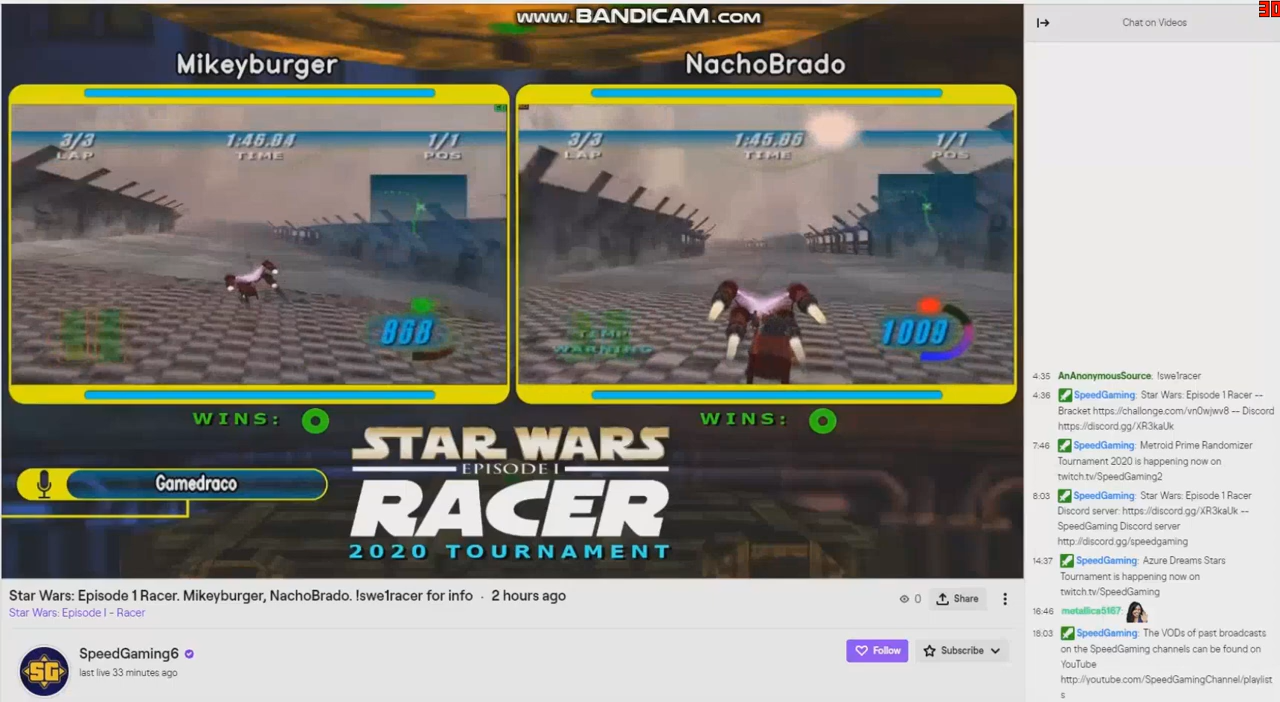 www.BANDICAM.com
30
Chat on Videos
Mikeyburger
NachoBrado
3/3
LAP
1:45.84
TIME
1/1
POS
3/3
LAP
TIME
1/1
POS
868
TEMP
WARNING
1009
WINS: 0
WINS: 0
STAR WARS
EPISODE I
RACER
2020 TOURNAMENT
Gamedraco
Star Wars: Episode 1 Racer. Mikeyburger, NachoBrado. !swe1racer for info · 2 hours ago
Star Wars: Episode I - Racer
0
Share
SpeedGaming6
last live 33 minutes ago
Follow
Subscribe
4:35 AnAnonymousSource: !swe1racer
4:36 SpeedGaming: Star Wars: Episode 1 Racer --
Bracket https://challonge.com/vn0wjwv8 -- Discord
https://discord.gg/XR3kaUk
7:46 SpeedGaming: Metroid Prime Randomizer
Tournament 2020 is happening now on
twitch.tv/SpeedGaming2
8:03 SpeedGaming: Star Wars: Episode 1 Racer
Discord server: https://discord.gg/XR3kaUk --
SpeedGaming Discord server
http://discord.gg/speedgaming
14:37 SpeedGaming: Azure Dreams Stars
Tournament is happening now on
twitch.tv/SpeedGaming
16:46 metallica5167:
18:03 SpeedGaming: The VODs of past broadcasts
on the SpeedGaming channels can be found on
YouTube
http://youtube.com/SpeedGamingChannel/playlist
s